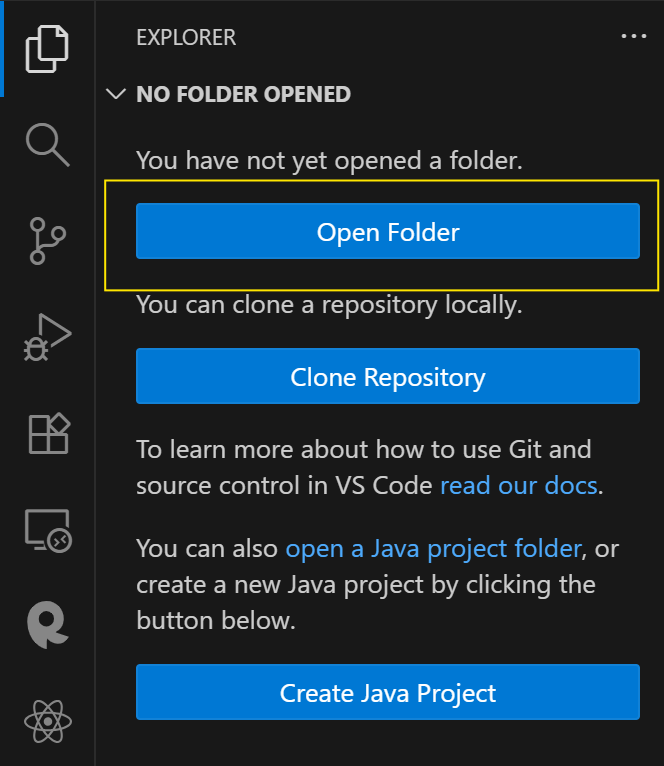 EXPLORER
NO FOLDER OPENED
You have not yet opened a folder.
Open Folder
You can clone a repository locally.
Clone Repository
To learn more about how to use Git and
source control in VS Code read our docs.
You can also open a Java project folder, or
create a new Java project by clicking the
button below.
Create Java Project